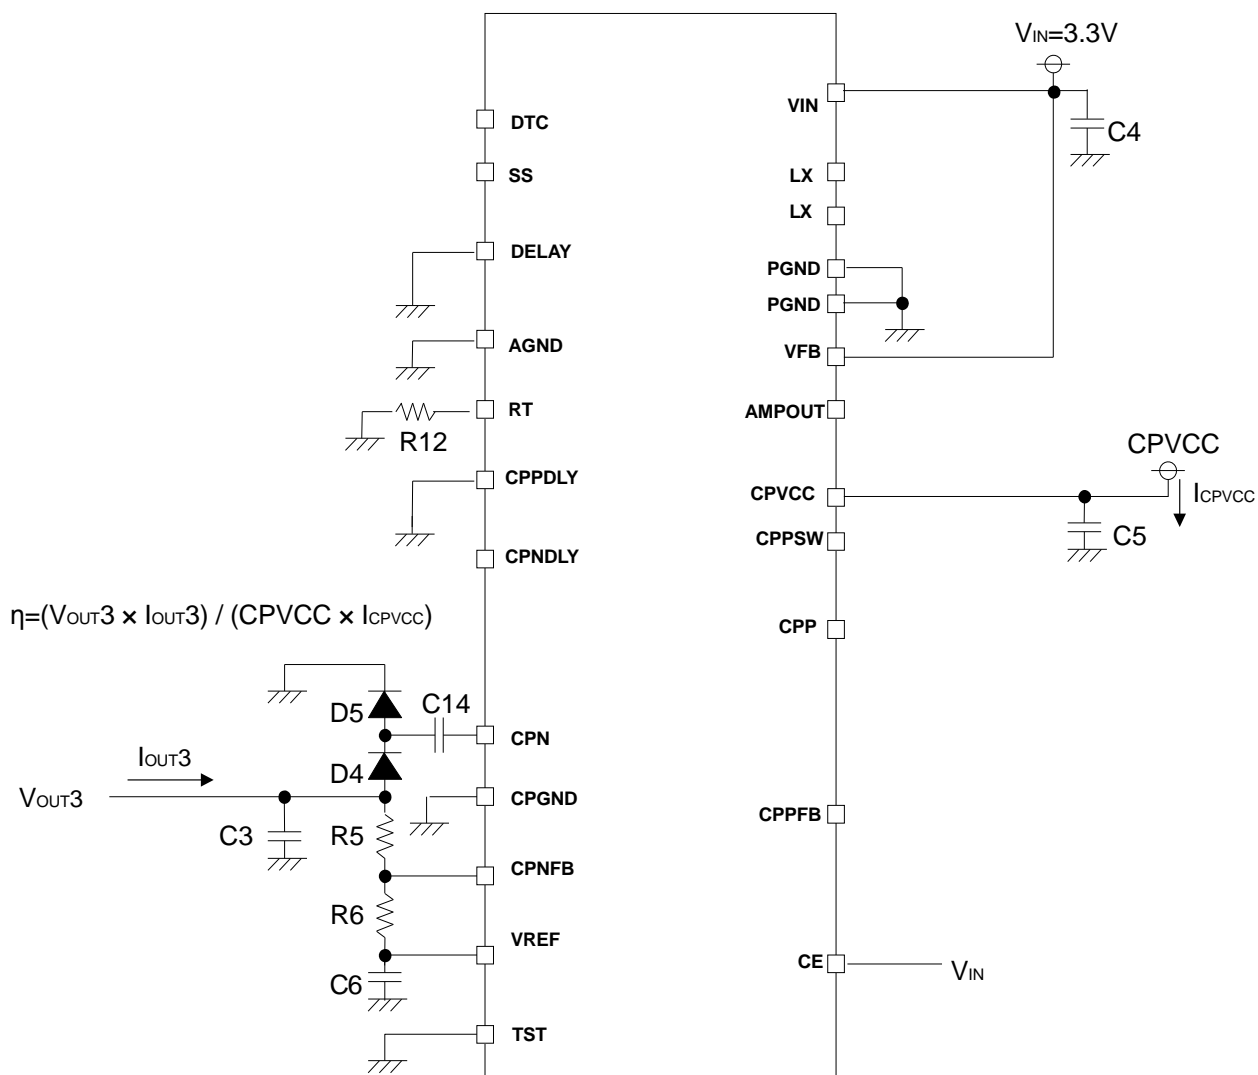 VIN=3.3V
VIN
C4
DTC
SS
LX
LX
DELAY
PGND
PGND
AGND
VFB
RT
R12
AMPOUT
CPVCC
CPPDLY
CPVCC
ICPVCC
C5
CPPSW
CPNDLY
η=(VOUT3 × IOUT3) / (CPVCC × ICPVCC)
CPP
D5
C14
CPN
IOUT3
D4
VOUT3
CPGND
C3
R5
CPPFB
CPNFB
R6
VREF
CE
VIN
C6
TST